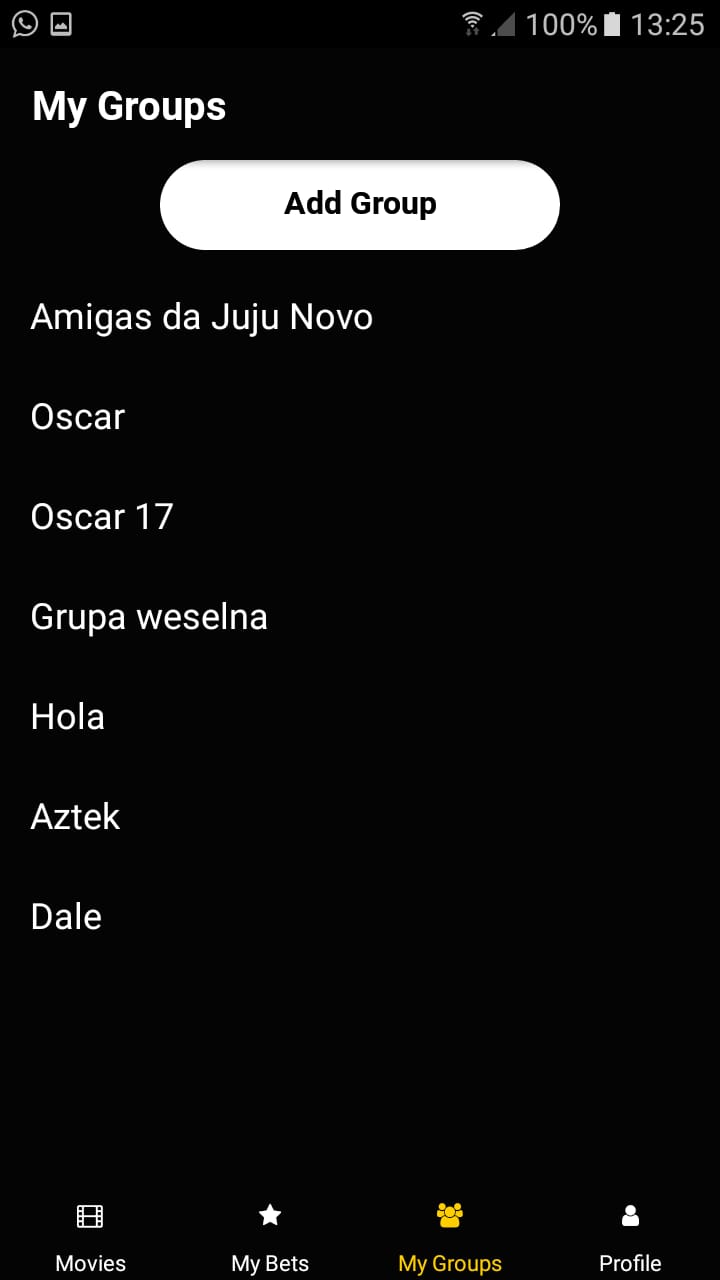 100% 13:25
My Groups
Add Group
Amigas da Juju Novo
Oscar
Oscar 17
Grupa weselna
Hola
Aztek
Dale
Movies My Bets My Groups Profile